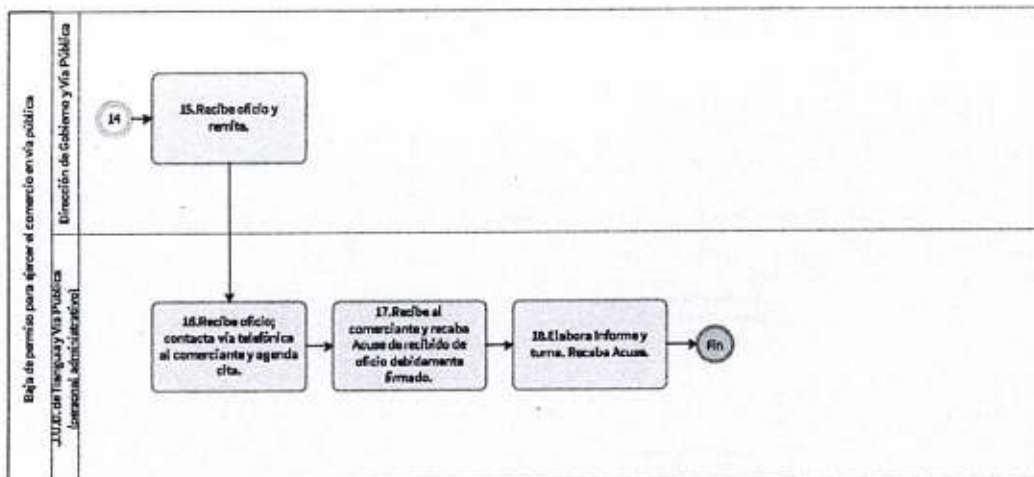 Baja de permiso para ejercer el comercio en vía pública
Dirección de Gobierno y Vía Pública
14
15.Recibe oficio y
remite.
J.U.D. de Tianguis y Vía Pública
(personal administrativo)
16.Recibe oficio;
contacta vía telefónica
al comerciante y agenda
cita.
17.Recibe al
comerciante y recaba
Acuse de recibido de
oficio debidamente
firmado.
18.Elabora Informe y
turna. Recaba Acuse.
Fin